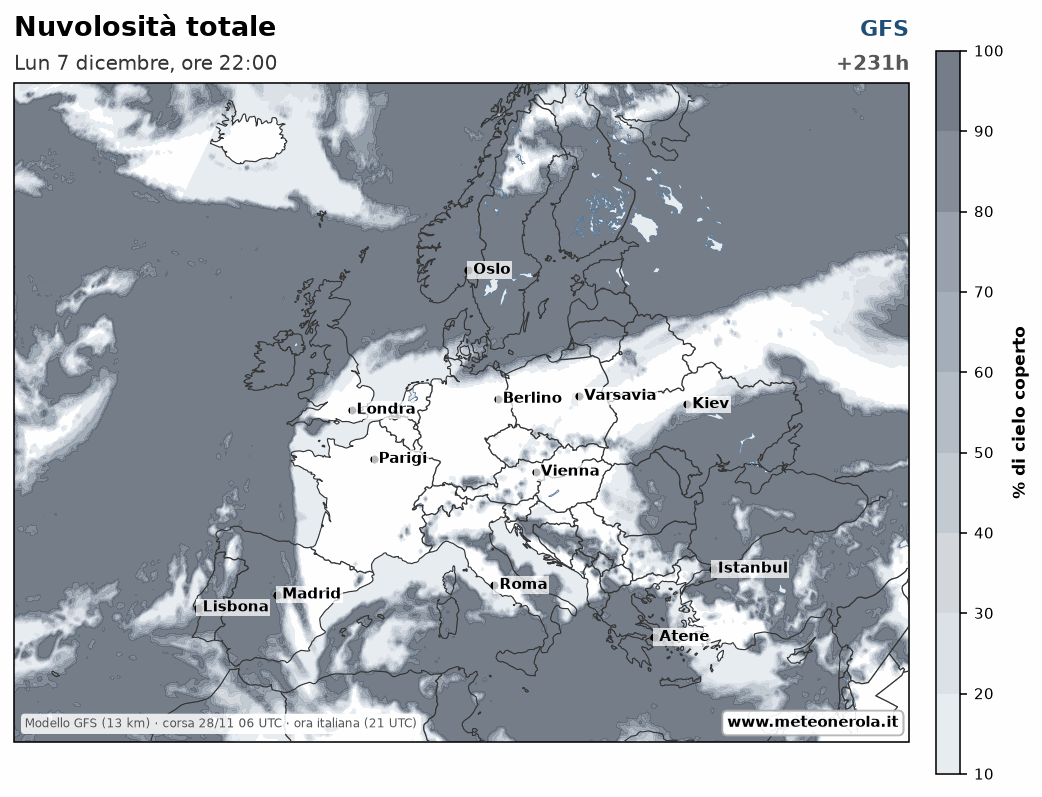 Nuvolosità totale
GFS
Lun 7 dicembre, ore 22:00
+231h
100
90
80
70
60
50
40
30
20
10
% di cielo coperto
Oslo
Londra
Berlino
Varsavia
Kiev
Parigi
Vienna
Istanbul
Roma
Madrid
Lisbona
Atene
Modello GFS (13 km) · corsa 28/11 06 UTC · ora italiana (21 UTC)
www.meteonerola.it